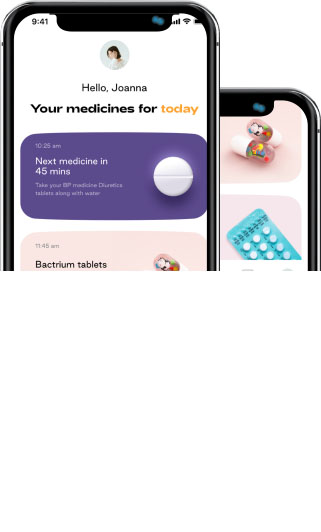 9:41
Hello, Joanna
Your medicines for today
10:25 am
Next medicine in
45 mins
Take your BP medicine Diuretics
tablets along with water
11:45 am
Bactrium tablets